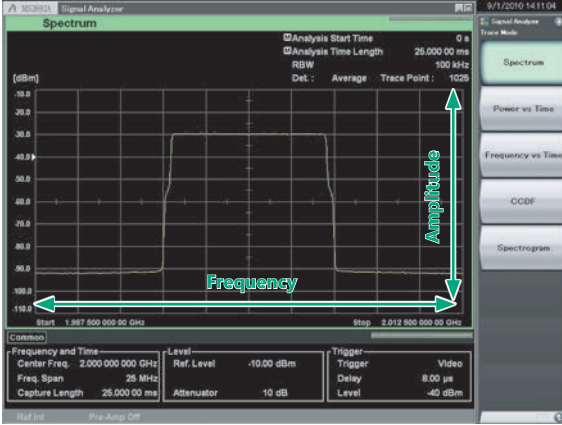 MS2692A Signal Analyzer
9/1/2010 14:11:04
Spectrum
Signal Analyzer
Trace Mode
Analysis Start Time 0 s
Analysis Time Length 25.000 00 ms
RBW 100 kHz
Det. : Average Trace Point : 1025
[dBm]
-10.0
-20.0
-30.0
-40.0
-50.0
-60.0
-70.0
-80.0
-90.0
-100.0
-110.0
Amplitude
Frequency
Start 1.987 500 000 00 GHz
Stop 2.012 500 000 00 GHz
Spectrum
Power vs Time
Frequency vs Time
CCDF
Spectrogram
Common
Frequency and Time
Center Freq. 2.000 000 000 GHz
Freq. Span 25 MHz
Capture Length 25.000 00 ms
Level
Ref. Level -10.00 dBm
Attenuator 10 dB
Trigger
Trigger Video
Delay 8.00 µs
Level -40 dBm
Ref.Int Pre-Amp Off